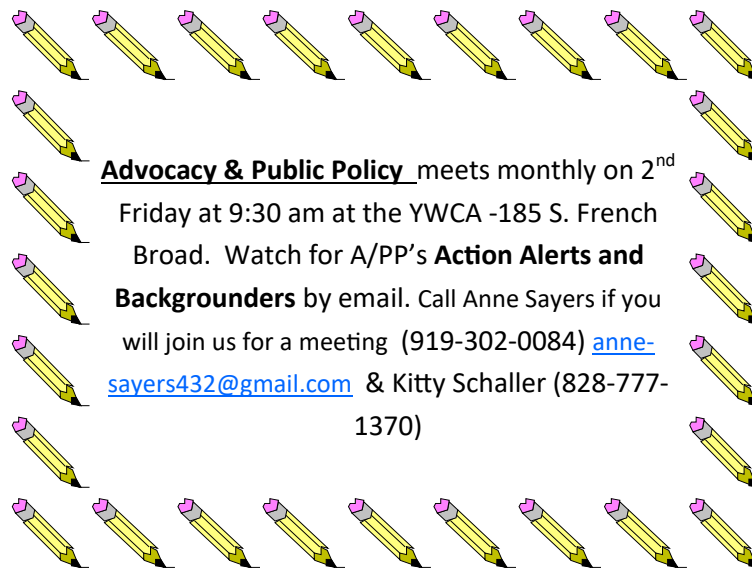 Advocacy & Public Policy  meets monthly on 2nd
Friday at 9:30 am at the YWCA -185 S. French
Broad.  Watch for A/PP’s Action Alerts and
Backgrounders by email. Call Anne Sayers if you
will join us for a meeting  (919-302-0084) anne-
sayers432@gmail.com  & Kitty Schaller (828-777-
1370)